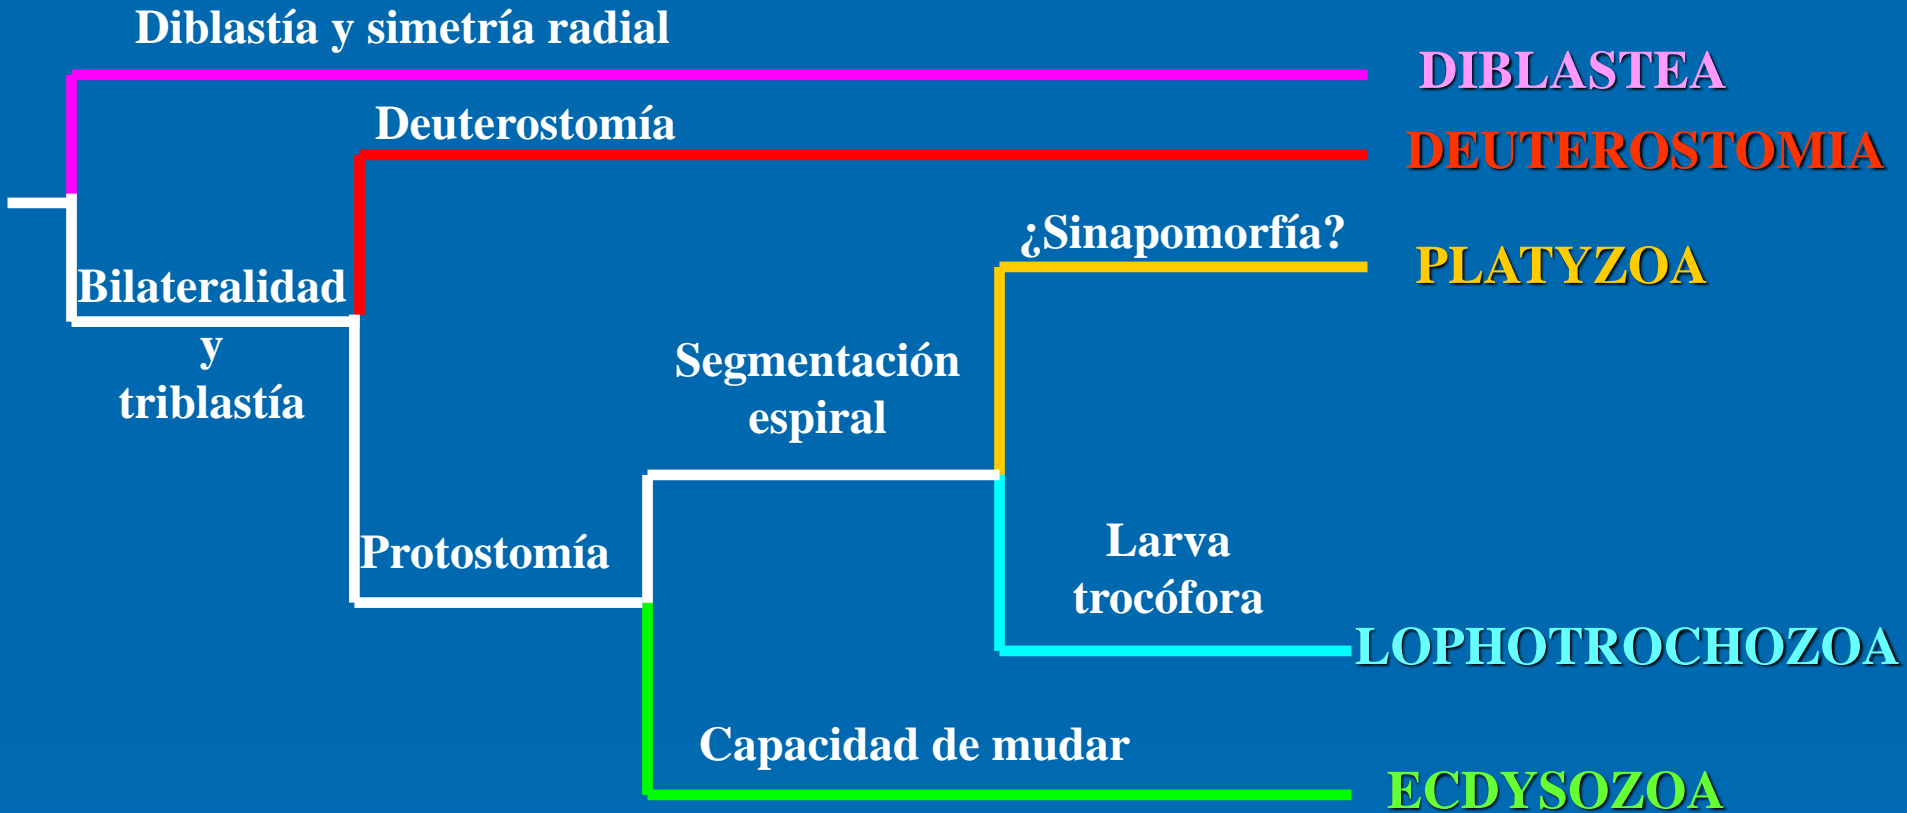 Diblastía y simetría radial
DIBLASTEA
Deuterostomía
DEUTEROSTOMIA
¿Sinapomorfía?
PLATYZOA
Bilateralidad
y
triblastía
Segmentación
espiral
Protostomía
Larva
trocófora
LOPHOTROCHOZOA
Capacidad de mudar
ECDYSOZOA